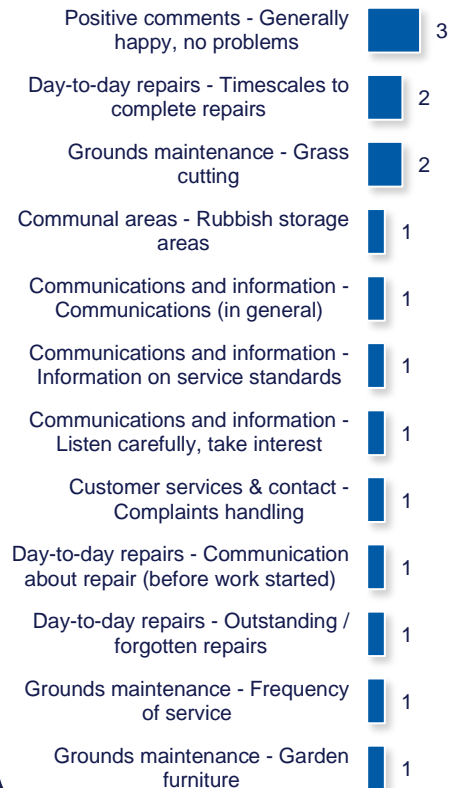 Positive comments - Generally
happy, no problems
3
Day-to-day repairs - Timescales to
complete repairs
2
Grounds maintenance - Grass
cutting
2
Communal areas - Rubbish storage
areas
1
Communications and information -
Communications (in general)
1
Communications and information -
Information on service standards
1
Communications and information -
Listen carefully, take interest
1
Customer services & contact -
Complaints handling
1
Day-to-day repairs - Communication
about repair (before work started)
1
Day-to-day repairs - Outstanding /
forgotten repairs
1
Grounds maintenance - Frequency
of service
1
Grounds maintenance - Garden
furniture
1